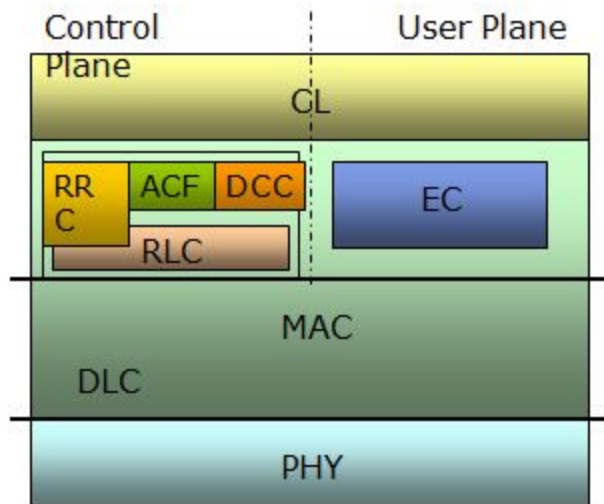 Control
Plane
User Plane
CL
RR
C
ACF
DCC
EC
RLC
MAC
DLC
PHY